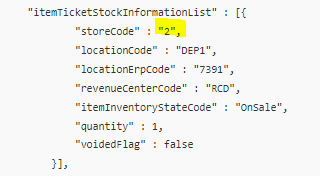 "itemTicketStockInformationList" : [{
"storeCode" : "2",
"locationCode" : "DEP1",
"locationErpCode" : "7391",
"revenueCenterCode" : "RCD",
"itemInventoryStateCode" : "OnSale",
"quantity" : 1,
"voidedFlag" : false
}],